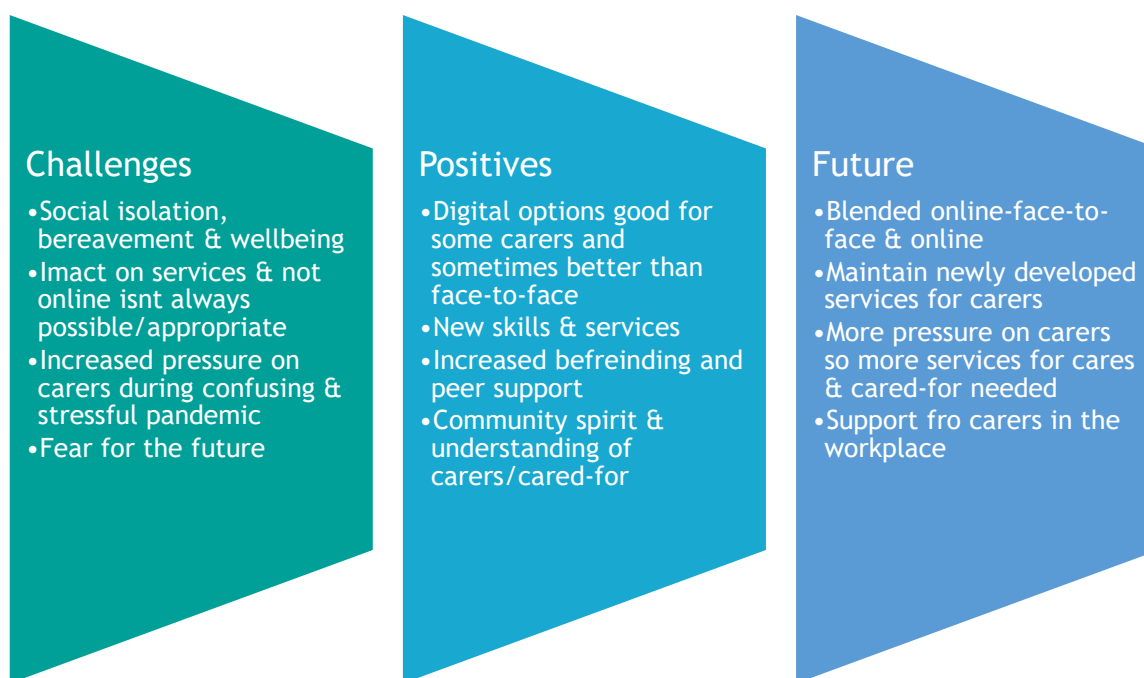 Challenges
•Social isolation,
bereavement & wellbeing
•Imact on services & not
online isnt always
possible/appropriate
•Increased pressure on
carers during confusing &
stressful pandemic
•Fear for the future
Positives
•Digital options good for
some carers and
sometimes better than
face-to-face
•New skills & services
•Increased befreinding and
peer support
•Community spirit &
understanding of
carers/cared-for
Future
•Blended online-face-to-
face & online
•Maintain newly developed
services for carers
•More pressure on carers
so more services for cares
& cared-for needed
•Support fro carers in the
workplace